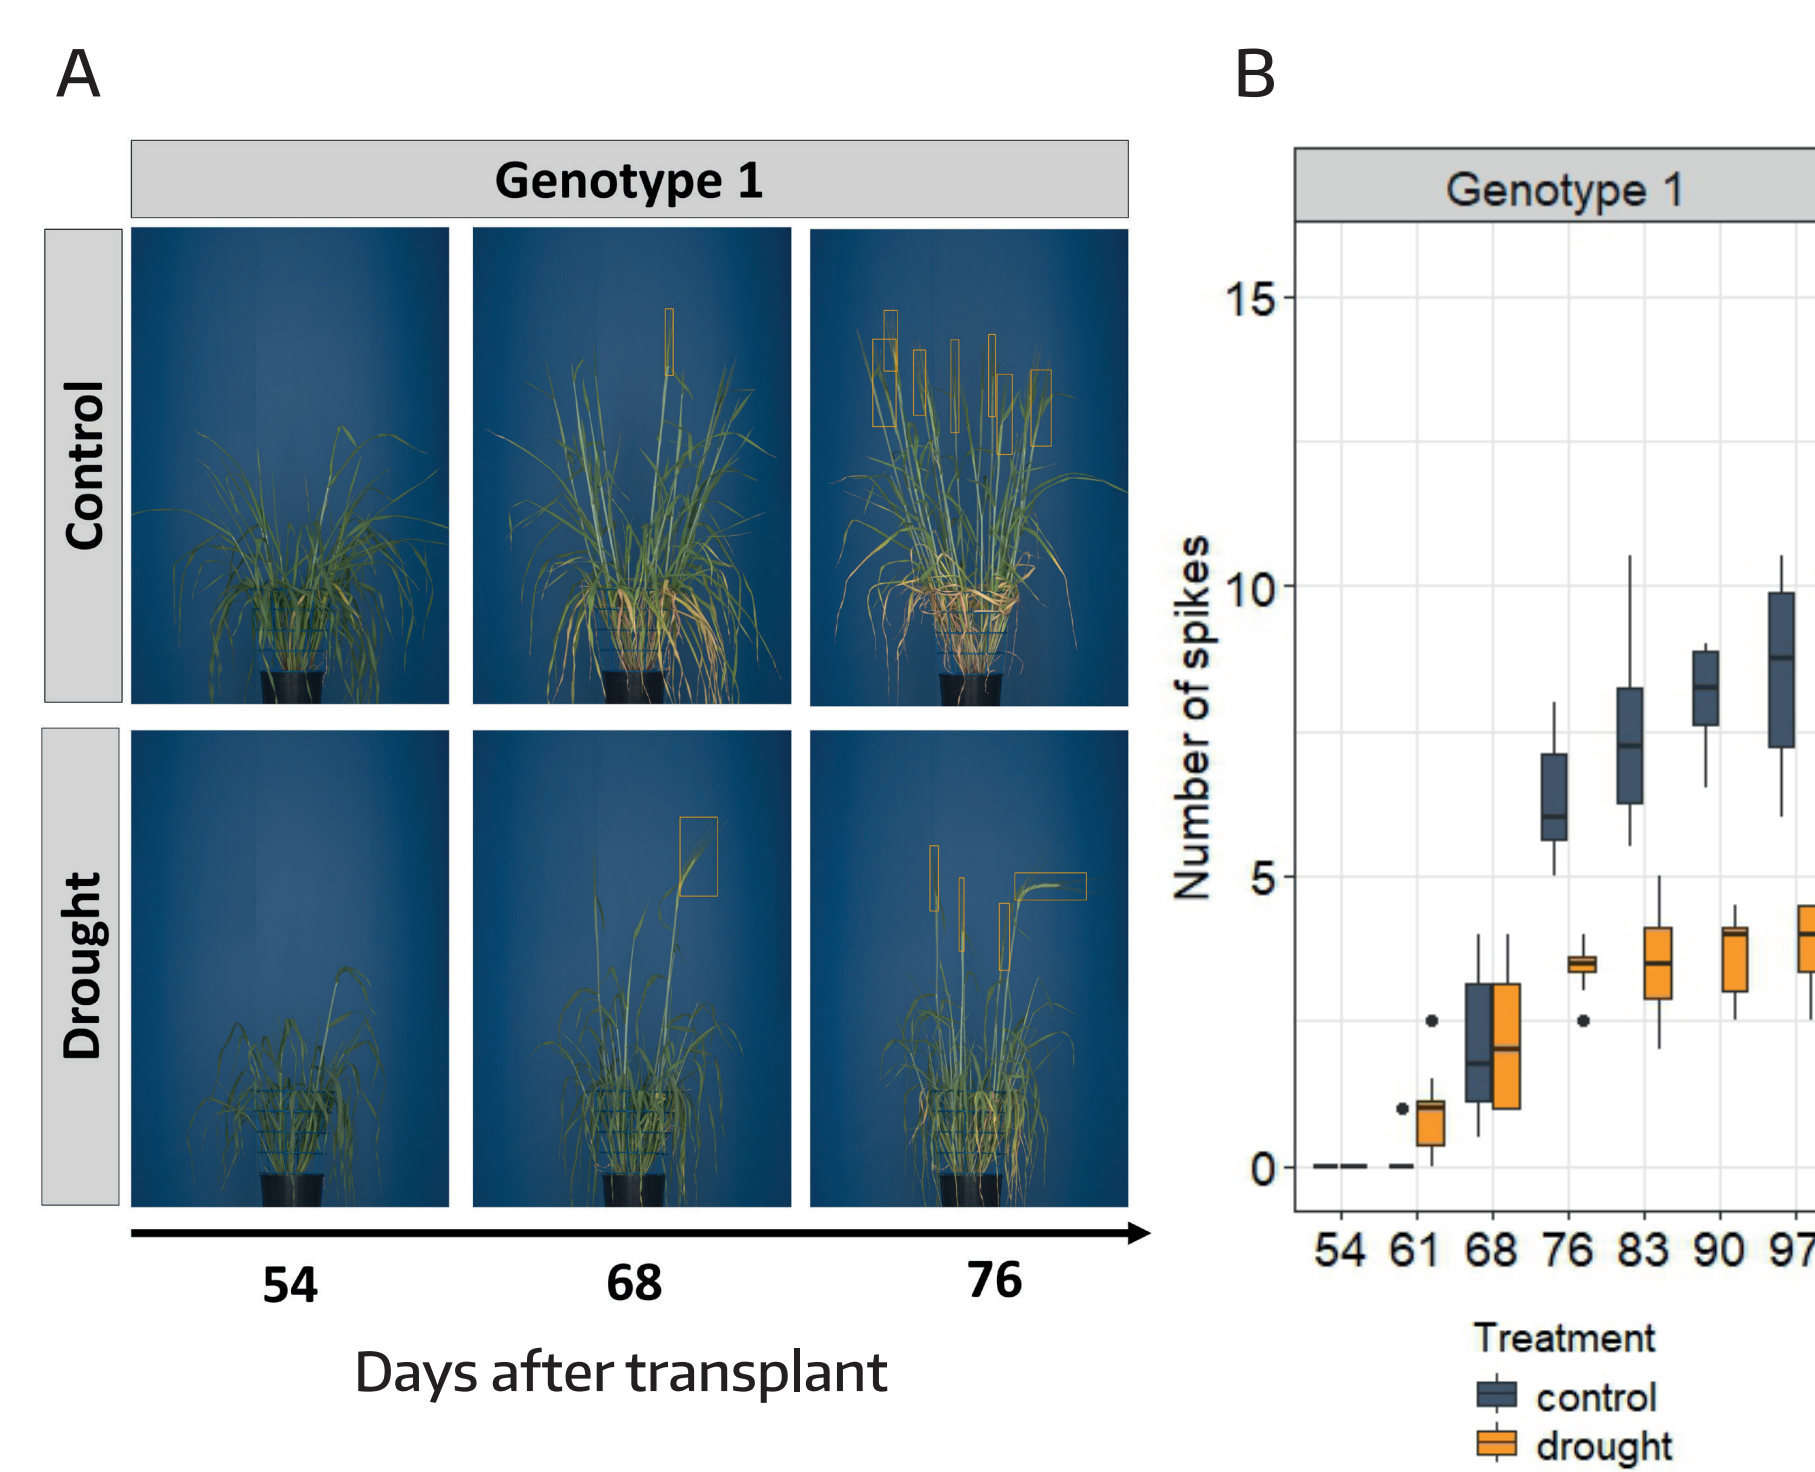 A
Genotype 1
Control
Drought
54 68 76
Days after transplant
B
Genotype 1
Number of spikes
15
10
5
0
54 61 68 76 83 90 97
Treatment
control
drought